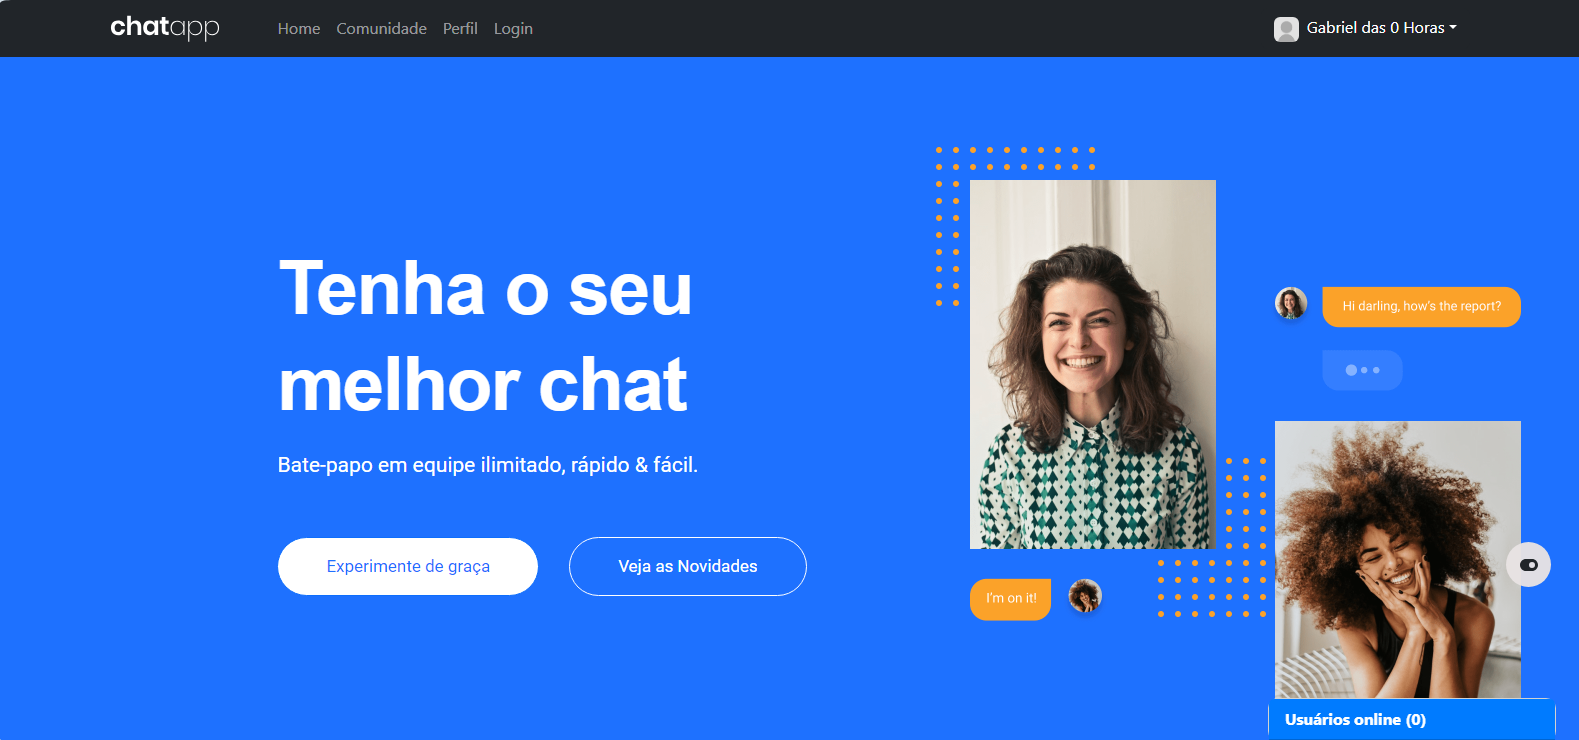 chatapp
Home Comunidade Perfil Login
Gabriel das 0 Horas
Tenha o seu
melhor chat
Bate-papo em equipe ilimitado, rápido & fácil.
Experimente de graça
Veja as Novidades
Hi darling, how's the report?
I'm on it!
Usuários online (0)